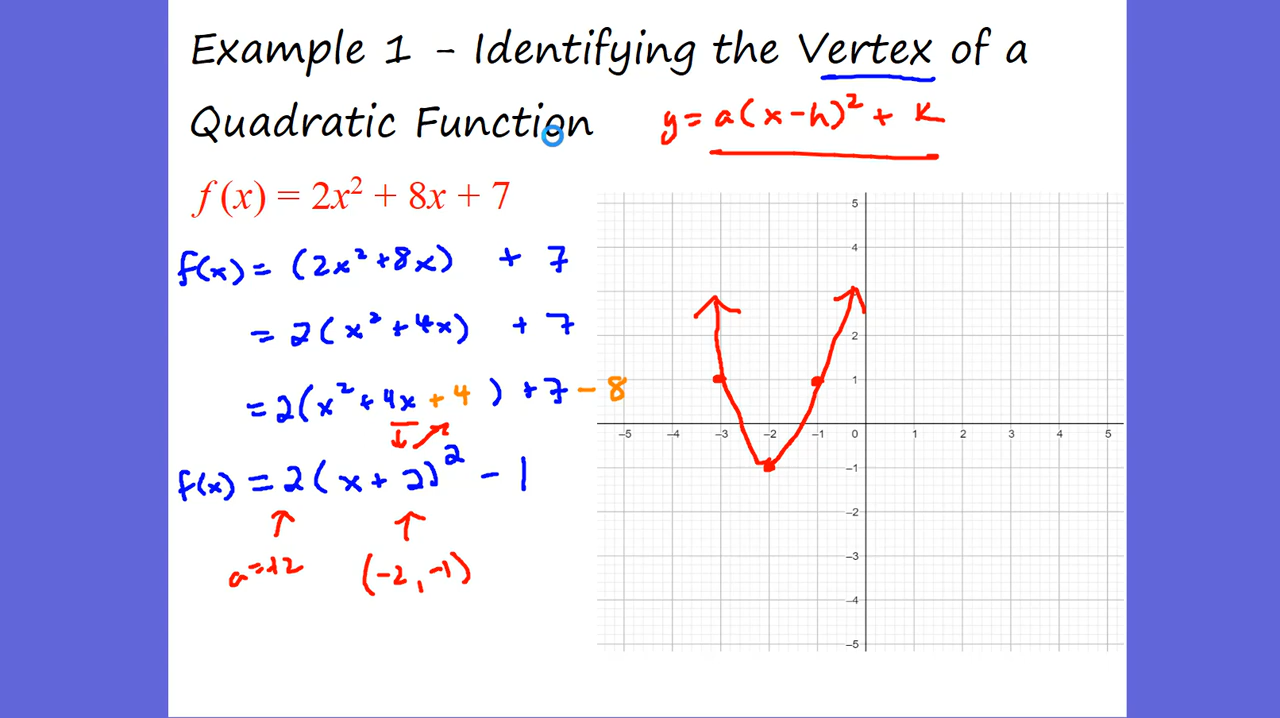 Example 1 - Identifying the Vertex of a
Quadratic Function
y = a(x-h)² + k
f(x) = 2x² + 8x + 7
f(x) = (2x² + 8x) + 7
= 2(x² + 4x) + 7
= 2(x² + 4x + 4 ) + 7 - 8
f(x) = 2(x + 2)² - 1
a = +2 (-2, -1)
5
4
2
1
-5 -4 -3 -2 -1 0 1 2 3 4 5
-1
-2
-3
-4
-5